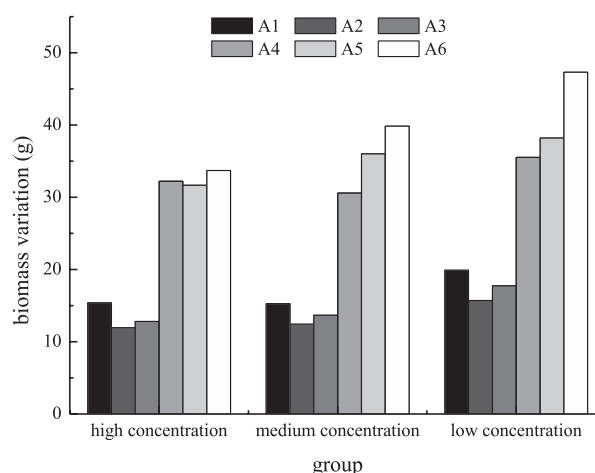 A1 A2 A3
A4 A5 A6
biomass variation (g)
50
40
30
20
10
0
high concentration medium concentration low concentration
group